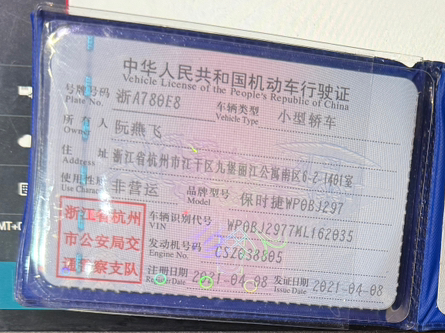 中华人民共和国机动车行驶证
Vehicle License of the People's Republic of China
号牌号码 浙A780E8 车辆类型 小型轿车
Plate No. Vehicle Type
所有人 阮燕飞
Owner
住址 浙江省杭州市江干区九堡丽江公寓南区6-2-1401室
Address
使用性质 非营运 品牌型号 保时捷WP0BJ297
Use Character Model
浙江省杭州 车辆识别代号 WP0BJ2977ML162035
VIN
市公安局交 发动机号码 CSZ038805
Engine No.
通警察支队 注册日期 2021-04-08 发证日期 2021-04-08
Register Date Issue Date